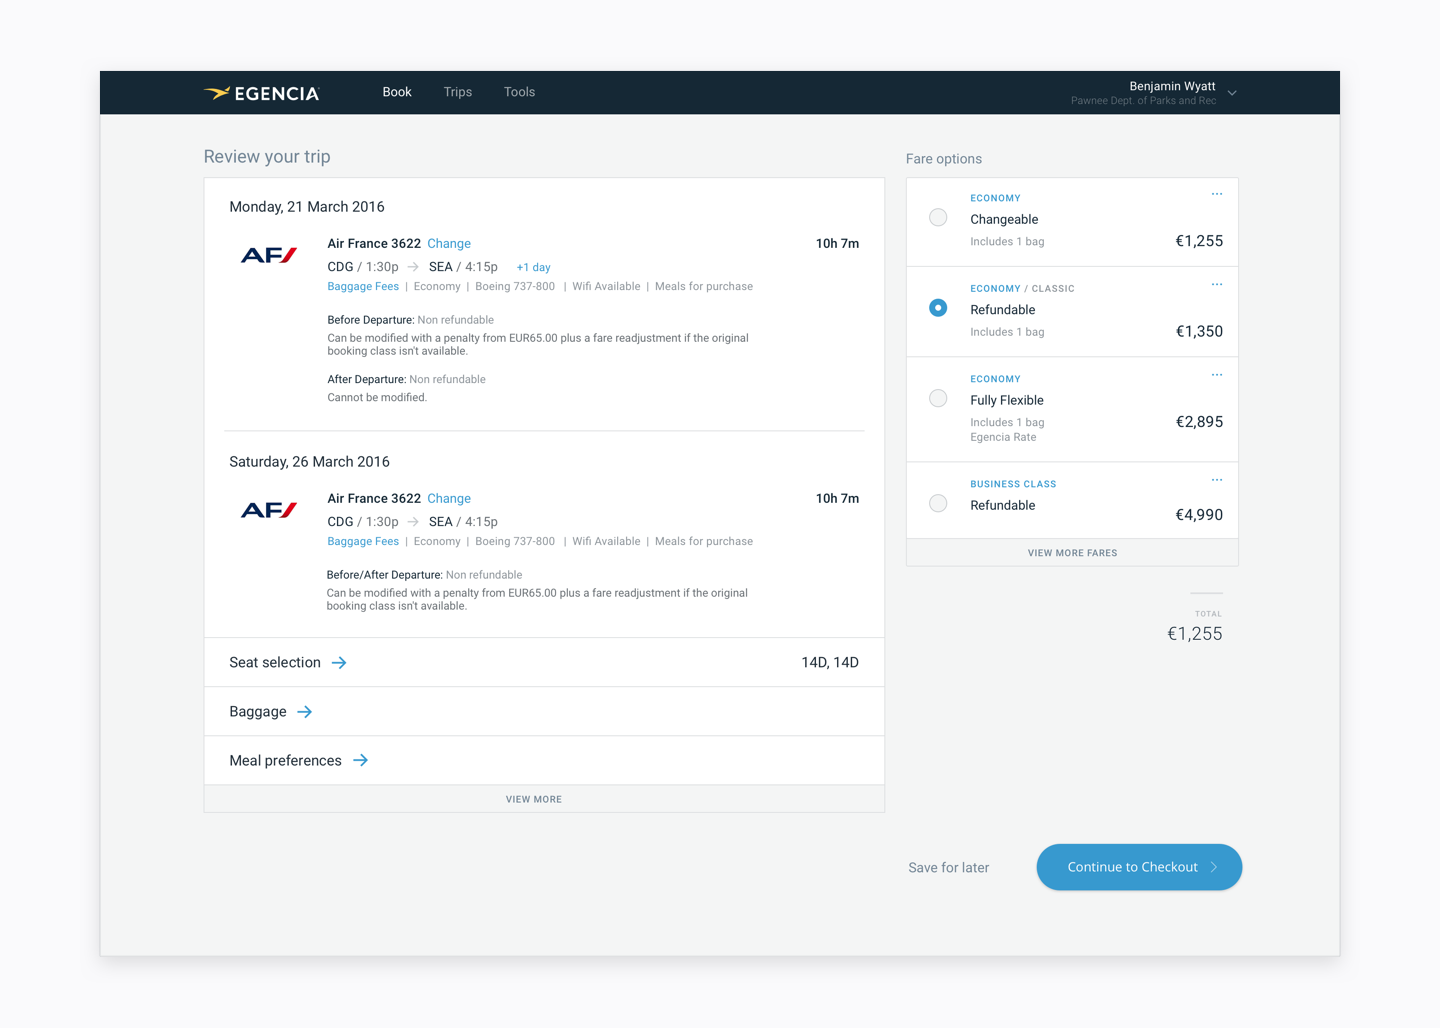 EGENCIA
Book
Trips
Tools
Benjamin Wyatt
Pawnee Dept. of Parks and Rec
Review your trip
Monday, 21 March 2016
AF
Air France 3622 Change
10h 7m
CDG / 1:30p → SEA / 4:15p +1 day
Baggage Fees | Economy | Boeing 737-800 | Wifi Available | Meals for purchase
Before Departure: Non refundable
Can be modified with a penalty from EUR65.00 plus a fare readjustment if the original
booking class isn't available.
After Departure: Non refundable
Cannot be modified.
Saturday, 26 March 2016
AF
Air France 3622 Change
10h 7m
CDG / 1:30p → SEA / 4:15p
Baggage Fees | Economy | Boeing 737-800 | Wifi Available | Meals for purchase
Before/After Departure: Non refundable
Can be modified with a penalty from EUR65.00 plus a fare readjustment if the original
booking class isn't available.
Seat selection →
14D, 14D
Baggage →
Meal preferences →
VIEW MORE
Fare options
ECONOMY
Changeable
Includes 1 bag
€1,255
ECONOMY / CLASSIC
Refundable
Includes 1 bag
€1,350
ECONOMY
Fully Flexible
Includes 1 bag
Egencia Rate
€2,895
BUSINESS CLASS
Refundable
€4,990
VIEW MORE FARES
TOTAL
€1,255
Save for later
Continue to Checkout